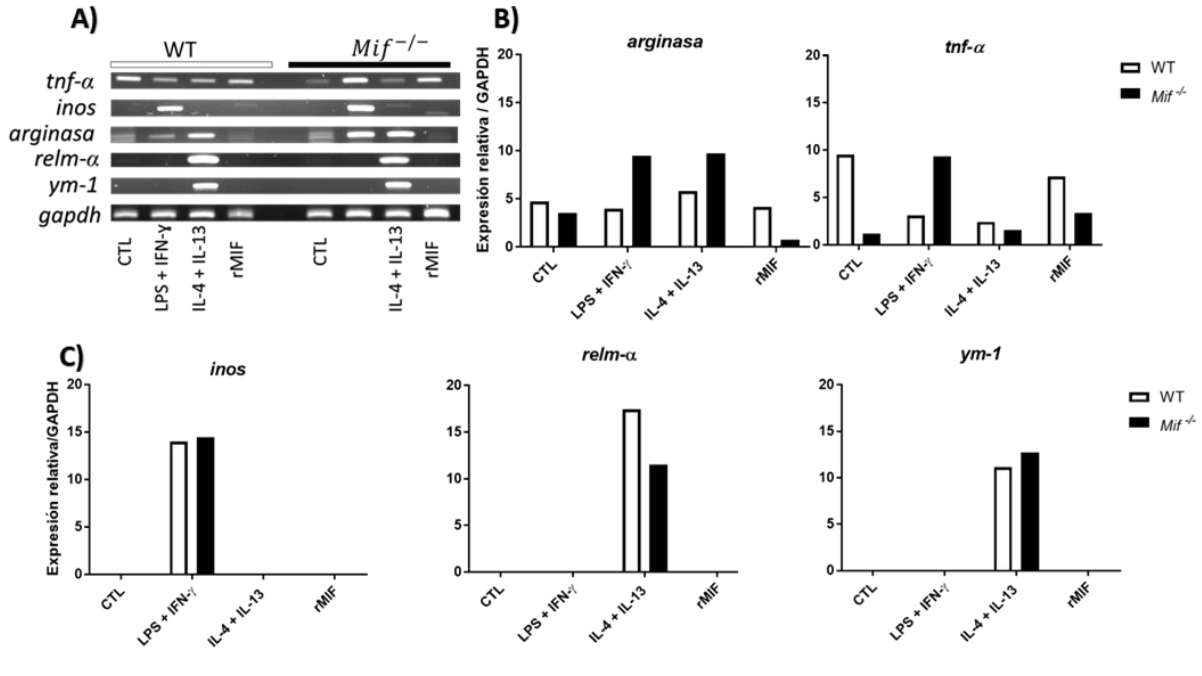 A)
WT
Mif⁻/⁻
tnf-α
inos
arginasa
relm-α
ym-1
gapdh
CTL
LPS + IFN-γ
IL-4 + IL-13
rMIF
CTL
IL-4 + IL-13
rMIF
B)
arginasa
Expresión relativa / GAPDH
20
15
10
5
0
CTL
LPS + IFN-γ
IL-4 + IL-13
rMIF
tnf-α
20
15
10
5
0
CTL
LPS + IFN-γ
IL-4 + IL-13
rMIF
WT
Mif -/-
C)
inos
Expresión relativa/GAPDH
20
15
10
5
0
CTL
LPS + IFN-γ
IL-4 + IL-13
rMIF
relm-α
20
15
10
5
0
CTL
LPS + IFN-γ
IL-4 + IL-13
rMIF
ym-1
20
15
10
5
0
CTL
LPS + IFN-γ
IL-4 + IL-13
rMIF
WT
Mif -/-